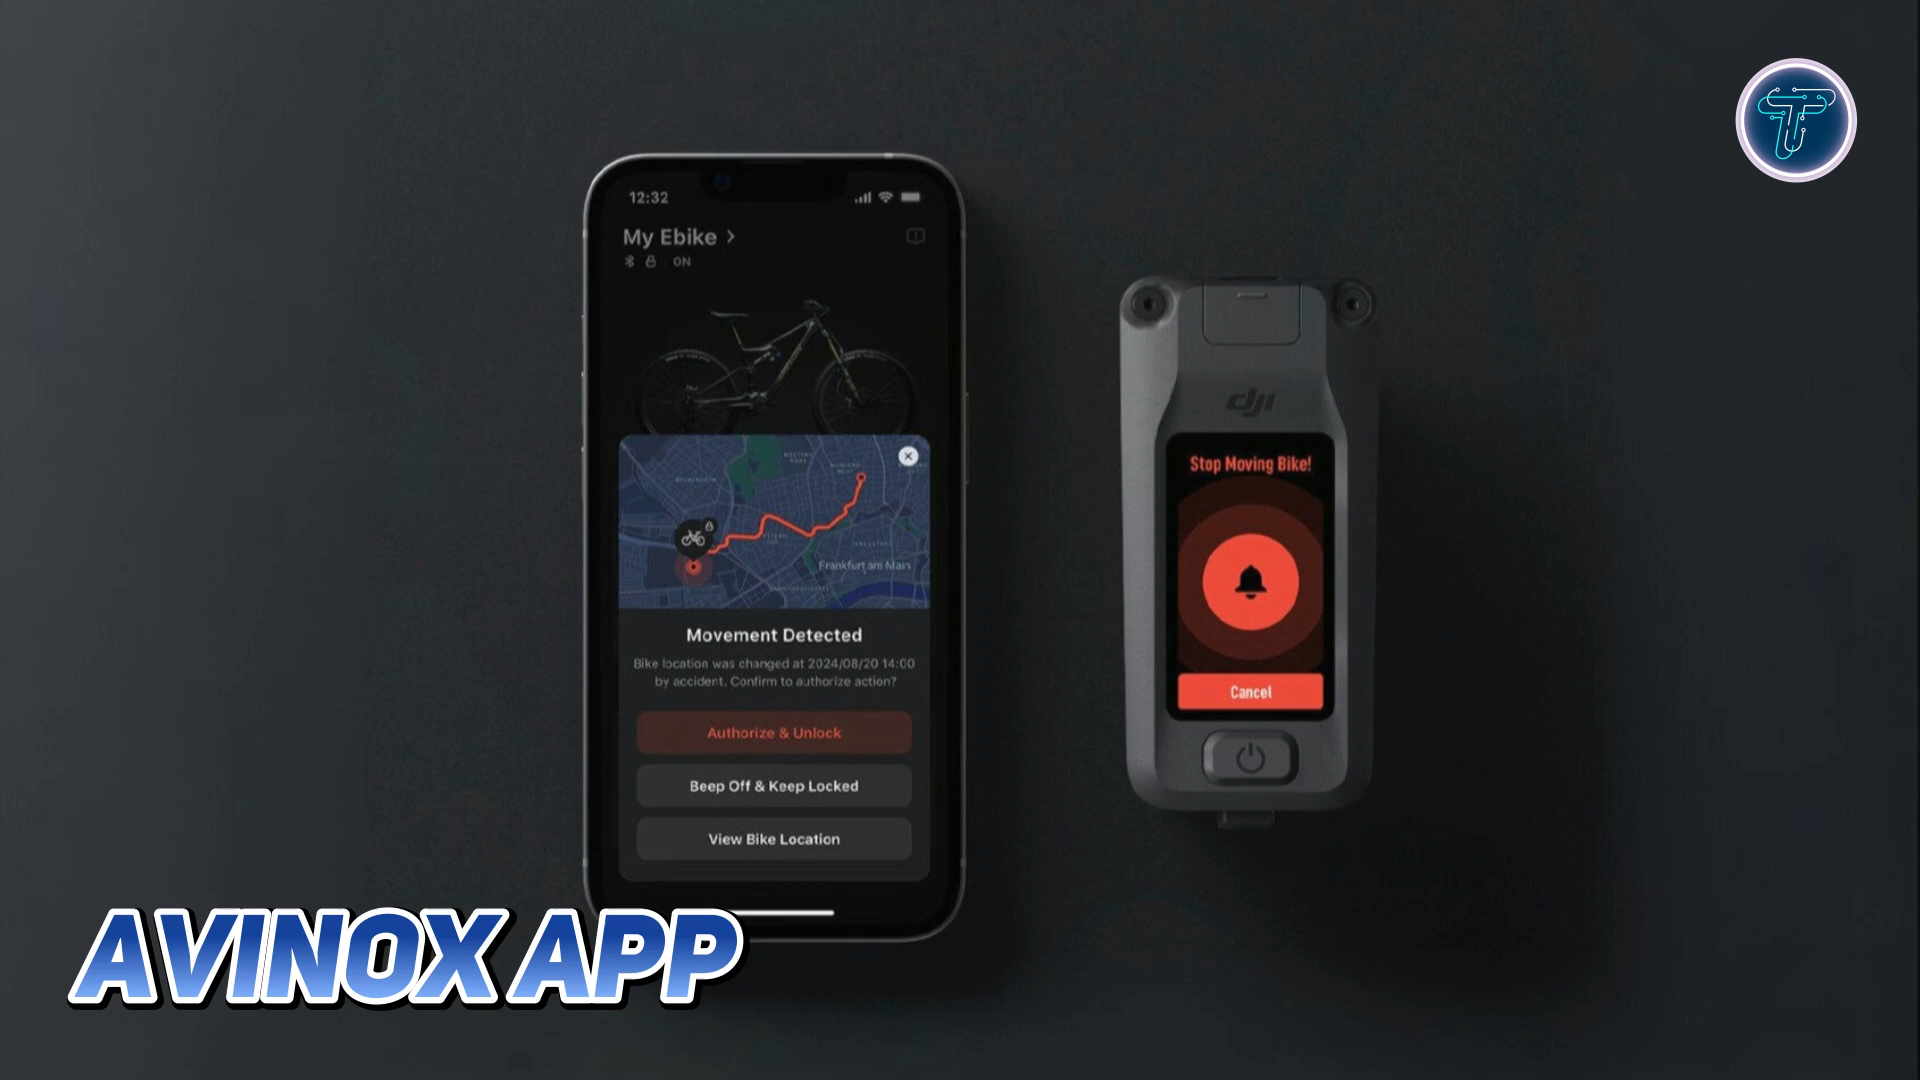 12:32
My Ebike >
ON
Frankfurt am Main
Movement Detected
Bike location was changed at 2024/08/20 14:00
by accident. Confirm to authorize action?
Authorize & Unlock
Beep Off & Keep Locked
View Bike Location
dji
Stop Moving Bike!
Cancel
AVINOX APP